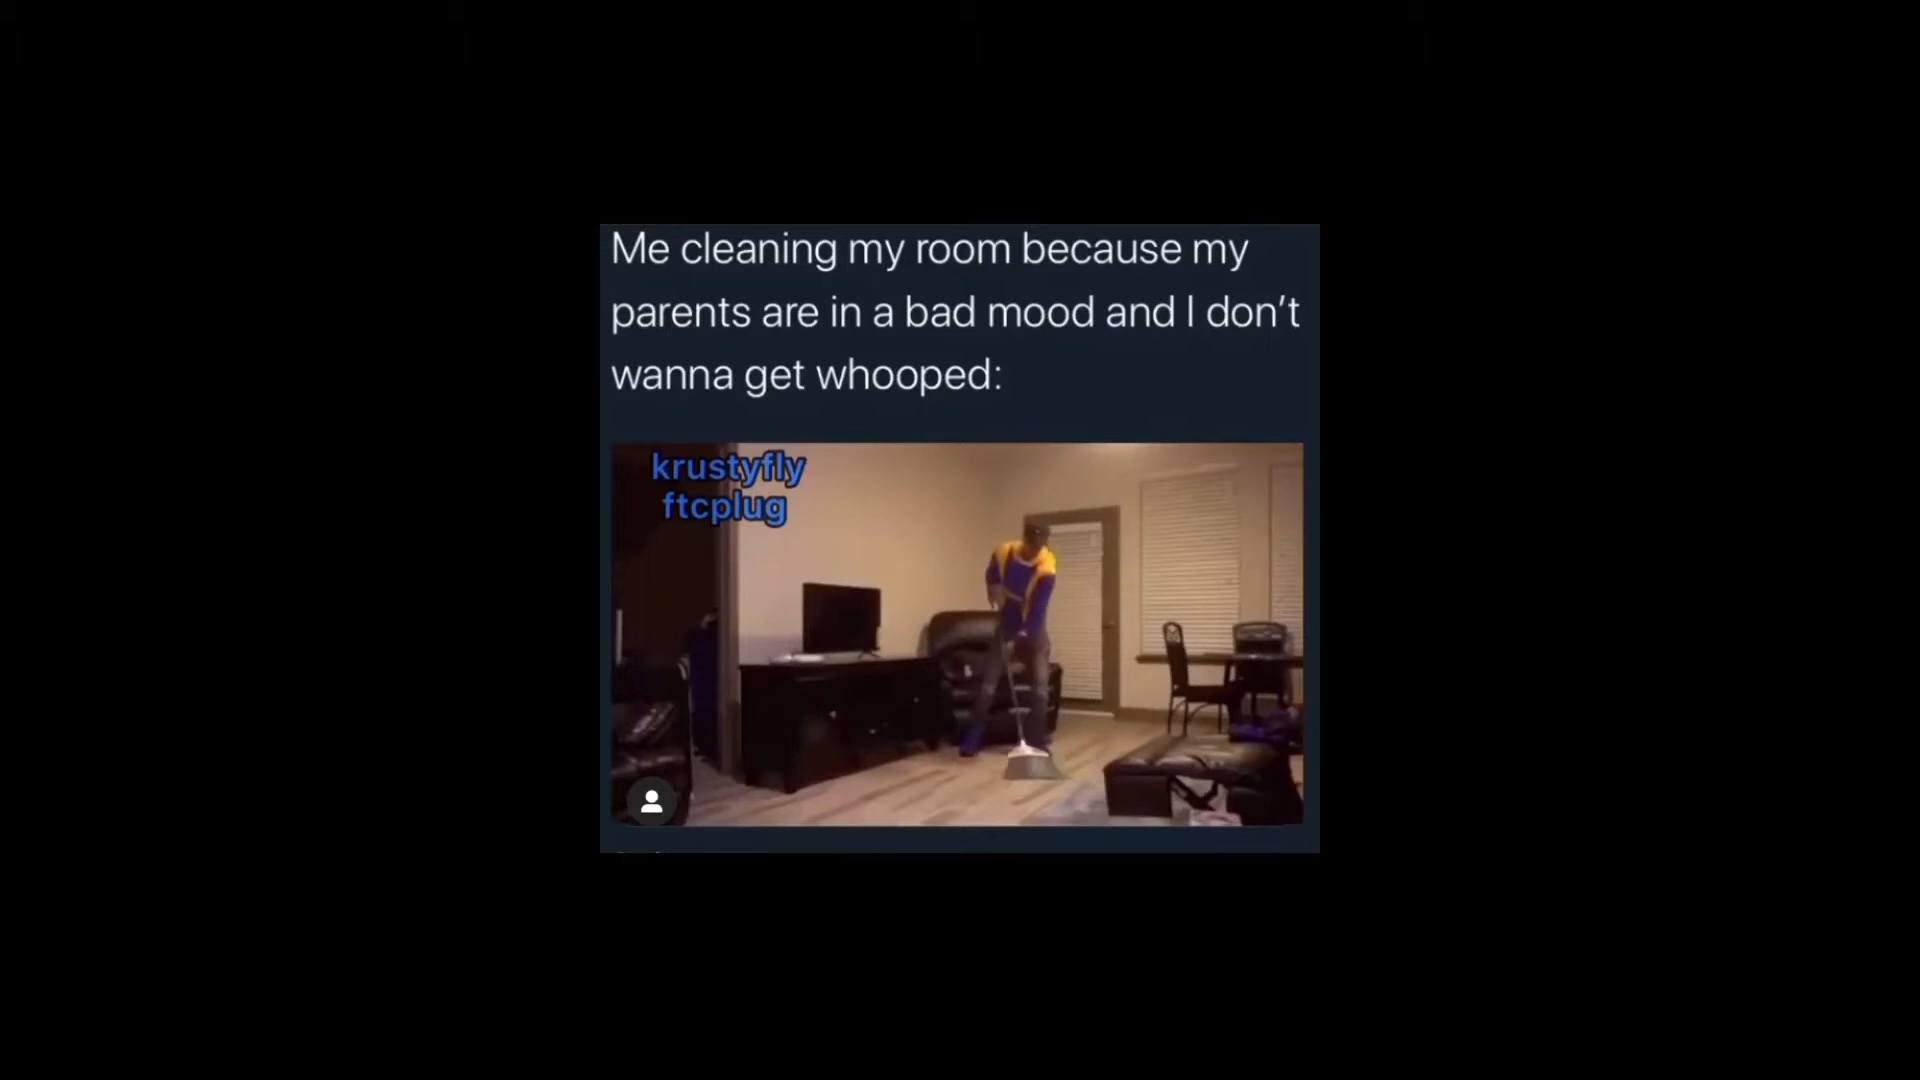 Me cleaning my room because my
parents are in a bad mood and I don't
wanna get whooped:
krustyfly
ftcplug